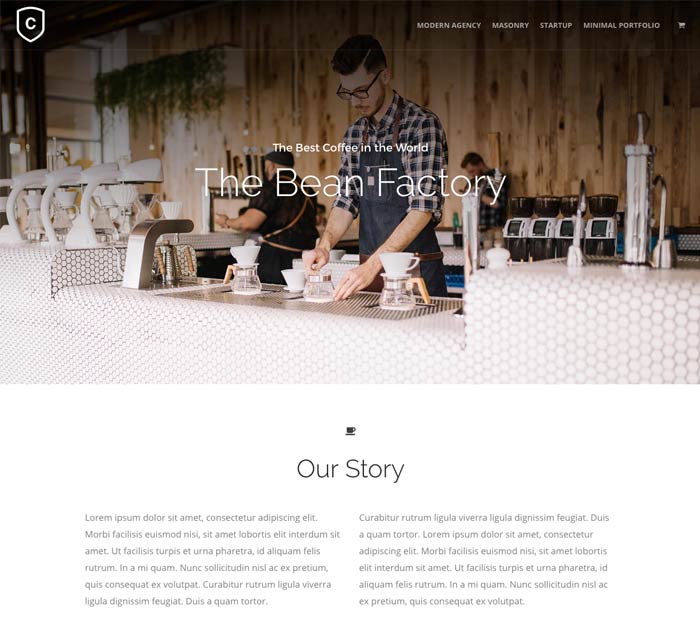 C
MODERN AGENCY MASONRY STARTUP MINIMAL PORTFOLIO
The Best Coffee in the World
The Bean Factory
Our Story
Lorem ipsum dolor sit amet, consectetur adipiscing elit.
Morbi facilisis euismod nisi, sit amet lobortis elit interdum sit
amet. Ut facilisis turpis et urna pharetra, id aliquam felis
rutrum. In a mi quam. Nunc sollicitudin nisl ac ex pretium,
quis consequat ex volutpat. Curabitur rutrum ligula viverra
ligula dignissim feugiat. Duis a quam tortor.
Curabitur rutrum ligula viverra ligula dignissim feugiat. Duis
a quam tortor. Lorem ipsum dolor sit amet, consectetur
adipiscing elit. Morbi facilisis euismod nisi, sit amet lobortis
elit interdum sit amet. Ut facilisis turpis et urna pharetra, id
aliquam felis rutrum. In a mi quam. Nunc sollicitudin nisl ac
ex pretium, quis consequat ex volutpat.